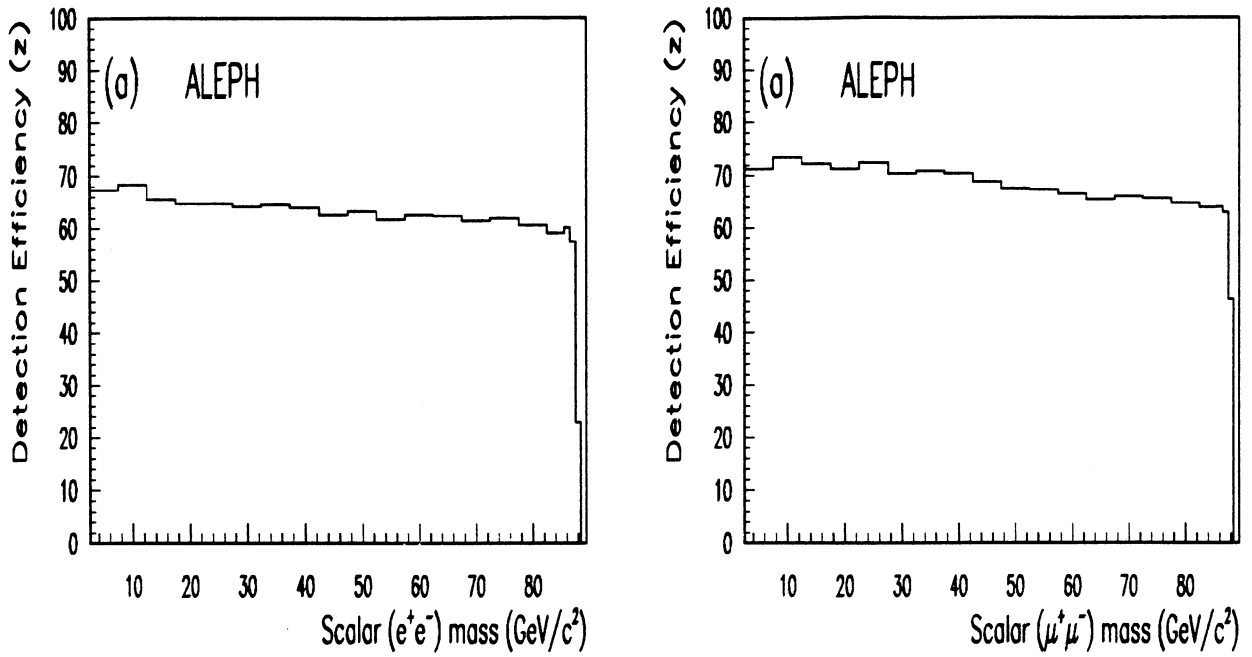 Detection Efficiency (z)
100
90
80
70
60
50
40
30
20
10
0
(a) ALEPH
10 20 30 40 50 60 70 80
Scalar (e⁺e⁻) mass (GeV/c²)
Detection Efficiency (z)
100
90
80
70
60
50
40
30
20
10
0
(a) ALEPH
10 20 30 40 50 60 70 80
Scalar (μ⁺μ⁻) mass (GeV/c²)